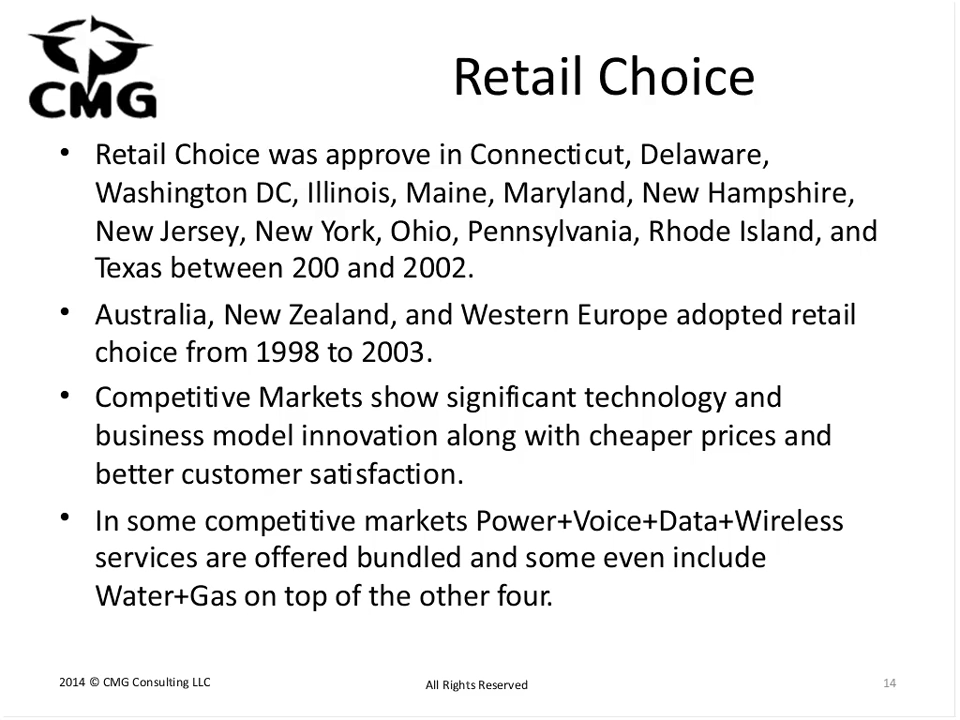 CMG
Retail Choice
• Retail Choice was approve in Connecticut, Delaware,
Washington DC, Illinois, Maine, Maryland, New Hampshire,
New Jersey, New York, Ohio, Pennsylvania, Rhode Island, and
Texas between 200 and 2002.
• Australia, New Zealand, and Western Europe adopted retail
choice from 1998 to 2003.
• Competitive Markets show significant technology and
business model innovation along with cheaper prices and
better customer satisfaction.
• In some competitive markets Power+Voice+Data+Wireless
services are offered bundled and some even include
Water+Gas on top of the other four.
2014 © CMG Consulting LLC
All Rights Reserved
14